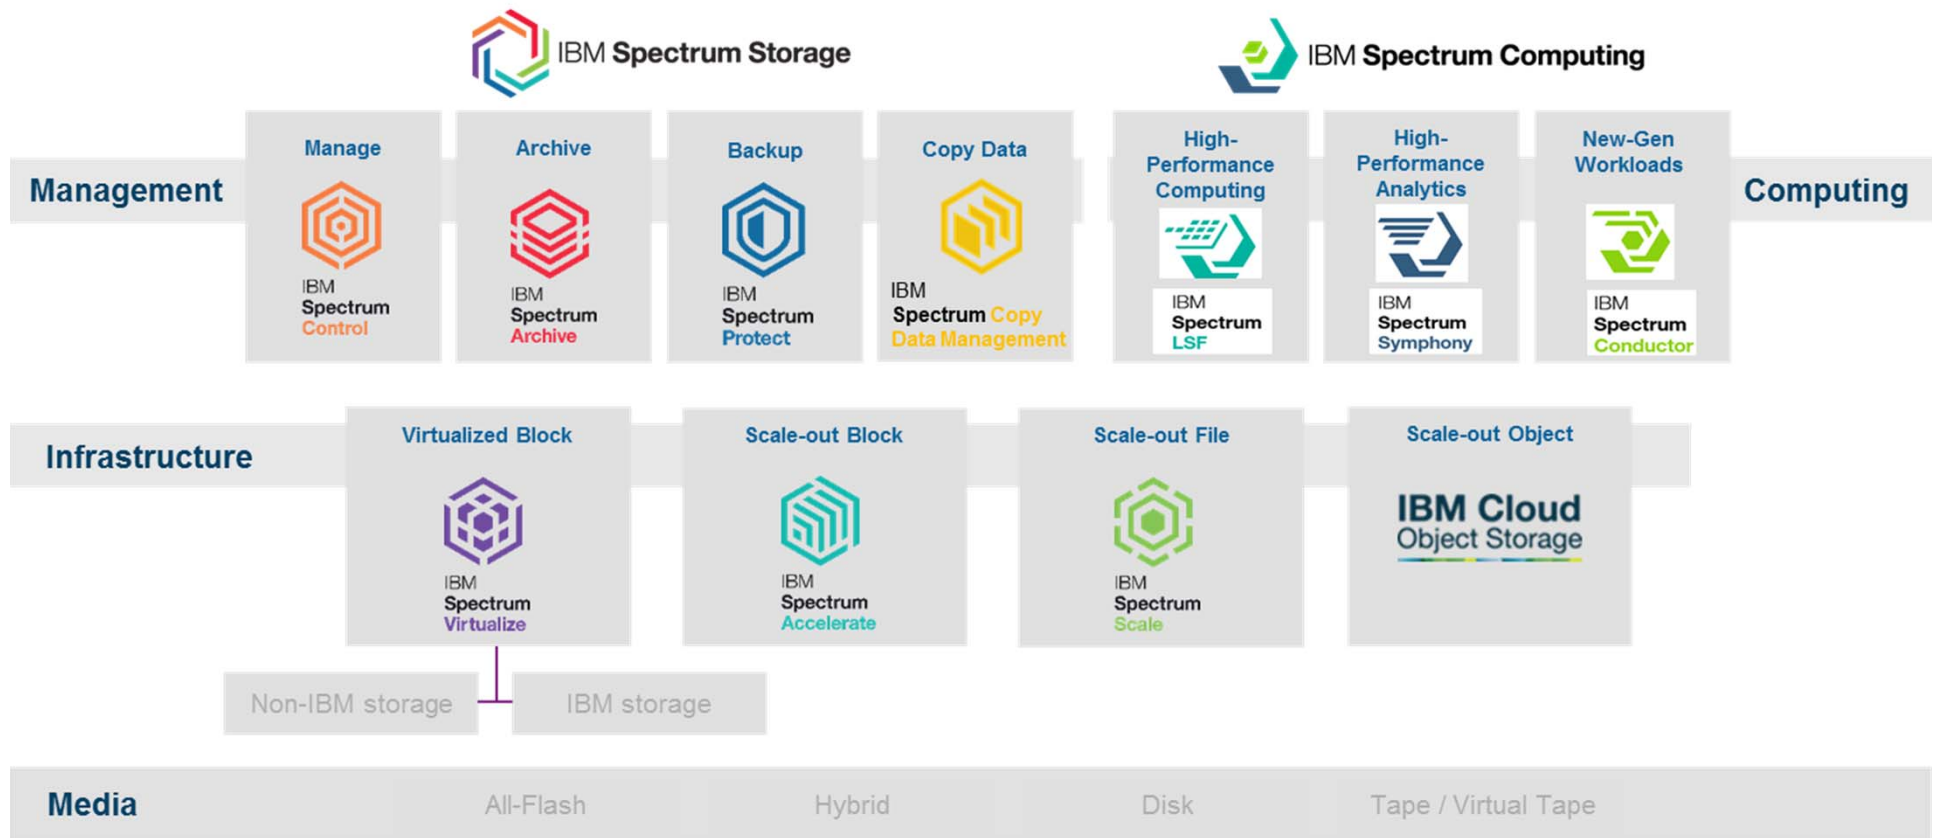 IBM Spectrum Storage
IBM Spectrum Computing
Management
Manage
IBM
Spectrum
Control
Archive
IBM
Spectrum
Archive
Backup
IBM
Spectrum
Protect
Copy Data
IBM
Spectrum Copy
Data Management
High-
Performance
Computing
IBM
Spectrum
LSF
High-
Performance
Analytics
IBM
Spectrum
Symphony
New-Gen
Workloads
IBM
Spectrum
Conductor
Computing
Infrastructure
Virtualized Block
IBM
Spectrum
Virtualize
Scale-out Block
IBM
Spectrum
Accelerate
Scale-out File
IBM
Spectrum
Scale
Scale-out Object
IBM Cloud
Object Storage
Non-IBM storage
IBM storage
Media
All-Flash
Hybrid
Disk
Tape / Virtual Tape